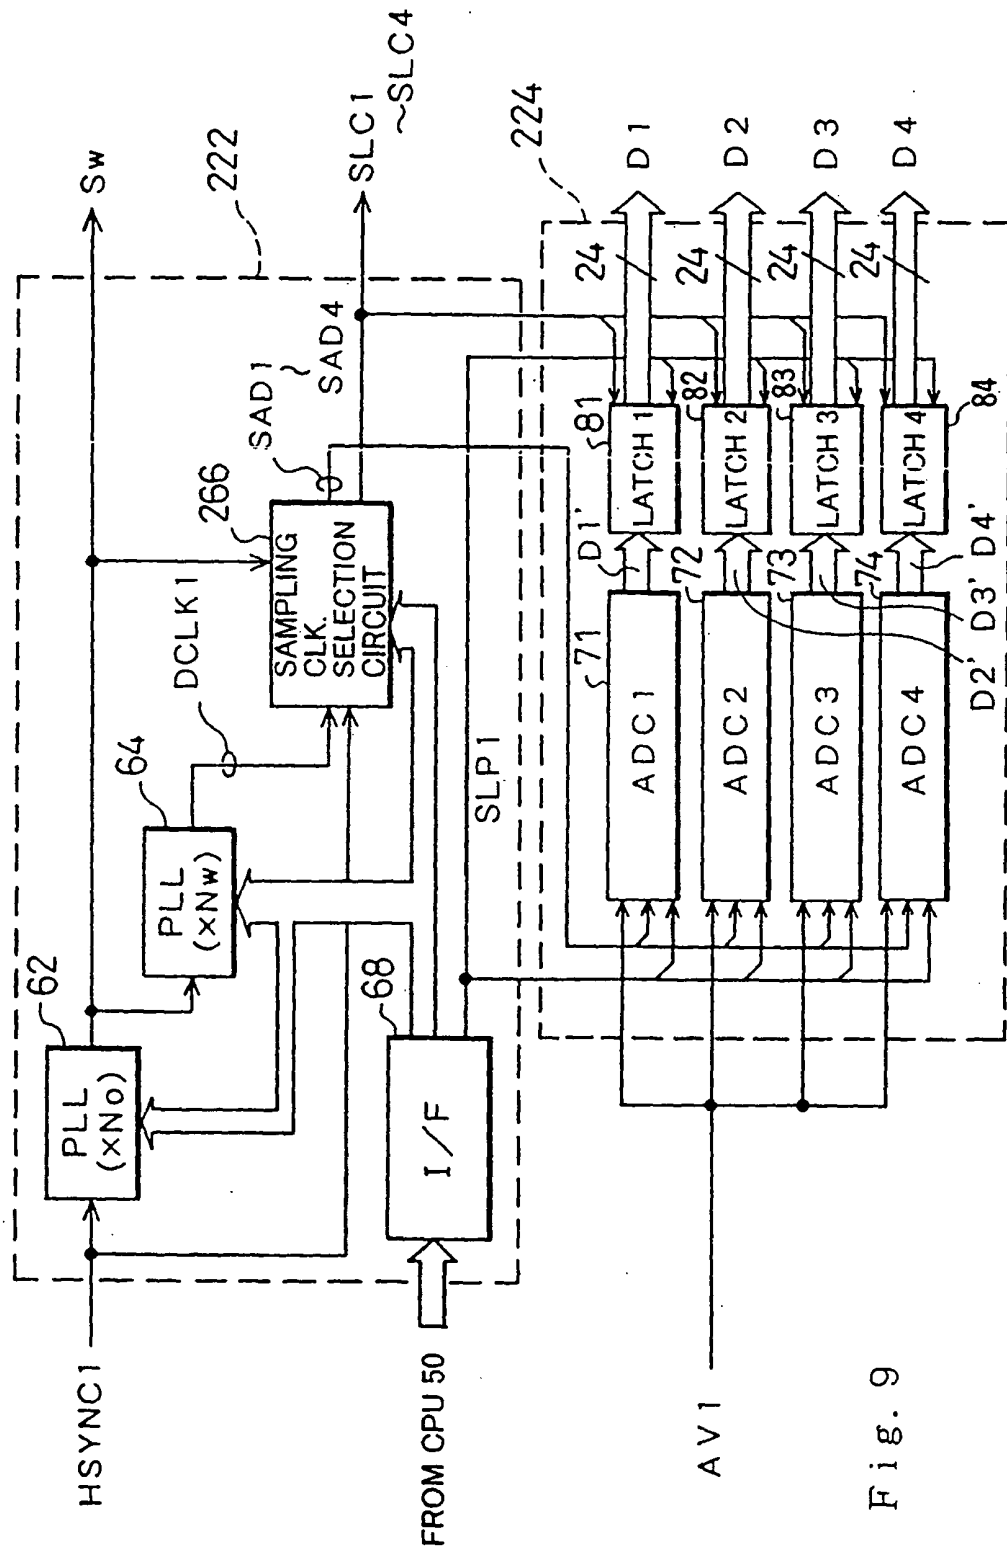 HSYNC1
62
PLL
(xNo)
64
PLL
(xNw)
DCLK1
Sw
222
266
SAMPLING
CLK.
SELECTION
CIRCUIT
SAD1
~
SAD4
SLC1
~SLC4
FROM CPU 50
68
I/F
SLP1
224
AV1
71
ADC1
D1'
81
LATCH 1
24
D1
72
ADC2
D2'
82
LATCH 2
24
D2
73
ADC3
D3'
83
LATCH 3
24
D3
74
ADC4
D4'
84
LATCH 4
24
D4
Fig. 9